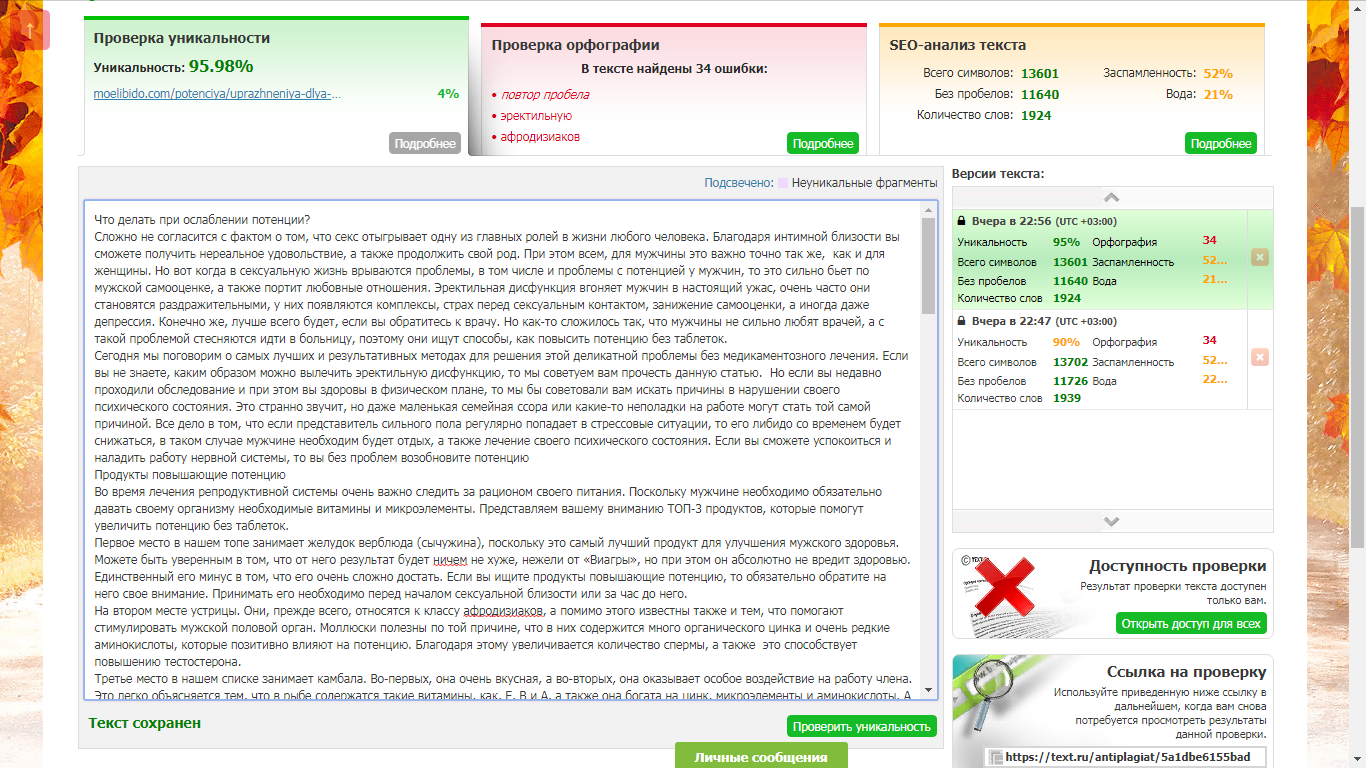 Проверка уникальности
Уникальность: 95.98%
moelibido.com/potenciya/uprazhneniya-dlya-... 4%
Подробнее
Проверка орфографии
В тексте найдены 34 ошибки:
• повтор пробела
• эректильную
• афродизиаков
Подробнее
SEO-анализ текста
Всего символов: 13601 Заспамленность: 52%
Без пробелов: 11640 Вода: 21%
Количество слов: 1924
Подробнее
Подсвечено: Неуникальные фрагменты
Что делать при ослаблении потенции?
Сложно не согласится с фактом о том, что секс отыгрывает одну из главных ролей в жизни любого человека. Благодаря интимной близости вы
сможете получить нереальное удовольствие, а также продолжить свой род. При этом всем, для мужчины это важно точно так же, как и для
женщины. Но вот когда в сексуальную жизнь врываются проблемы, в том числе и проблемы с потенцией у мужчин, то это сильно бьет по
мужской самооценке, а также портит любовные отношения. Эректильная дисфункция вгоняет мужчин в настоящий ужас, очень часто они
становятся раздражительными, у них появляются комплексы, страх перед сексуальным контактом, занижение самооценки, а иногда даже
депрессия. Конечно же, лучше всего будет, если вы обратитесь к врачу. Но как-то сложилось так, что мужчины не сильно любят врачей, а с
такой проблемой стесняются идти в больницу, поэтому они ищут способы, как повысить потенцию без таблеток.
Сегодня мы поговорим о самых лучших и результативных методах для решения этой деликатной проблемы без медикаментозного лечения. Если
вы не знаете, каким образом можно вылечить эректильную дисфункцию, то мы советуем вам прочесть данную статью. Но если вы недавно
проходили обследование и при этом вы здоровы в физическом плане, то мы бы советовали вам искать причины в нарушении своего
психического состояния. Это странно звучит, но даже маленькая семейная ссора или какие-то неполадки на работе могут стать той самой
причиной. Все дело в том, что если представитель сильного пола регулярно попадает в стрессовые ситуации, то его либидо со временем будет
снижаться, в таком случае мужчине необходим будет отдых, а также лечение своего психического состояния. Если вы сможете успокоиться и
наладить работу нервной системы, то вы без проблем возобновите потенцию
Продукты повышающие потенцию
Во время лечения репродуктивной системы очень важно следить за рационом своего питания. Поскольку мужчине необходимо обязательно
давать своему организму необходимые витамины и микроэлементы. Представляем вашему вниманию ТОП-3 продуктов, которые помогут
увеличить потенцию без таблеток.
Первое место в нашем топе занимает желудок верблюда (сычужина), поскольку это самый лучший продукт для улучшения мужского здоровья.
Можете быть уверенным в том, что от него результат будет ничем не хуже, нежели от «Виагры», но при этом он абсолютно не вредит здоровью.
Единственный его минус в том, что его очень сложно достать. Если вы ищите продукты повышающие потенцию, то обязательно обратите на
него свое внимание. Принимать его необходимо перед началом сексуальной близости или за час до него.
На втором месте устрицы. Они, прежде всего, относятся к классу афродизиаков, а помимо этого известны также и тем, что помогают
стимулировать мужской половой орган. Моллюски полезны по той причине, что в них содержится много органического цинка и очень редкие
аминокислоты, которые позитивно влияют на потенцию. Благодаря этому увеличивается количество спермы, а также это способствует
повышению тестостерона.
Третье место в нашем списке занимает камбала. Во-первых, она очень вкусная, а во-вторых, она оказывает особое воздействие на работу члена.
Это легко объясняется тем, что в рыбе содержатся такие витамины, как, Е, В и А, а также она богата на цинк, микроэлементы и аминокислоты. А
Текст сохранен
Проверить уникальность
Личные сообщения
Версии текста:
Вчера в 22:56 (UTC +03:00)
Уникальность 95% Орфография 34
Всего символов 13601 Заспамленность 52...
Без пробелов 11640 Вода 21...
Количество слов 1924
Вчера в 22:47 (UTC +03:00)
Уникальность 90% Орфография 34
Всего символов 13702 Заспамленность 52...
Без пробелов 11726 Вода 22...
Количество слов 1939
Доступность проверки
Результат проверки текста доступен
только вам.
Открыть доступ для всех
Ссылка на проверку
Используйте приведенную ниже ссылку в
дальнейшем, когда вам снова
потребуется просмотреть результаты
данной проверки.
https://text.ru/antiplagiat/5a1dbe6155bad